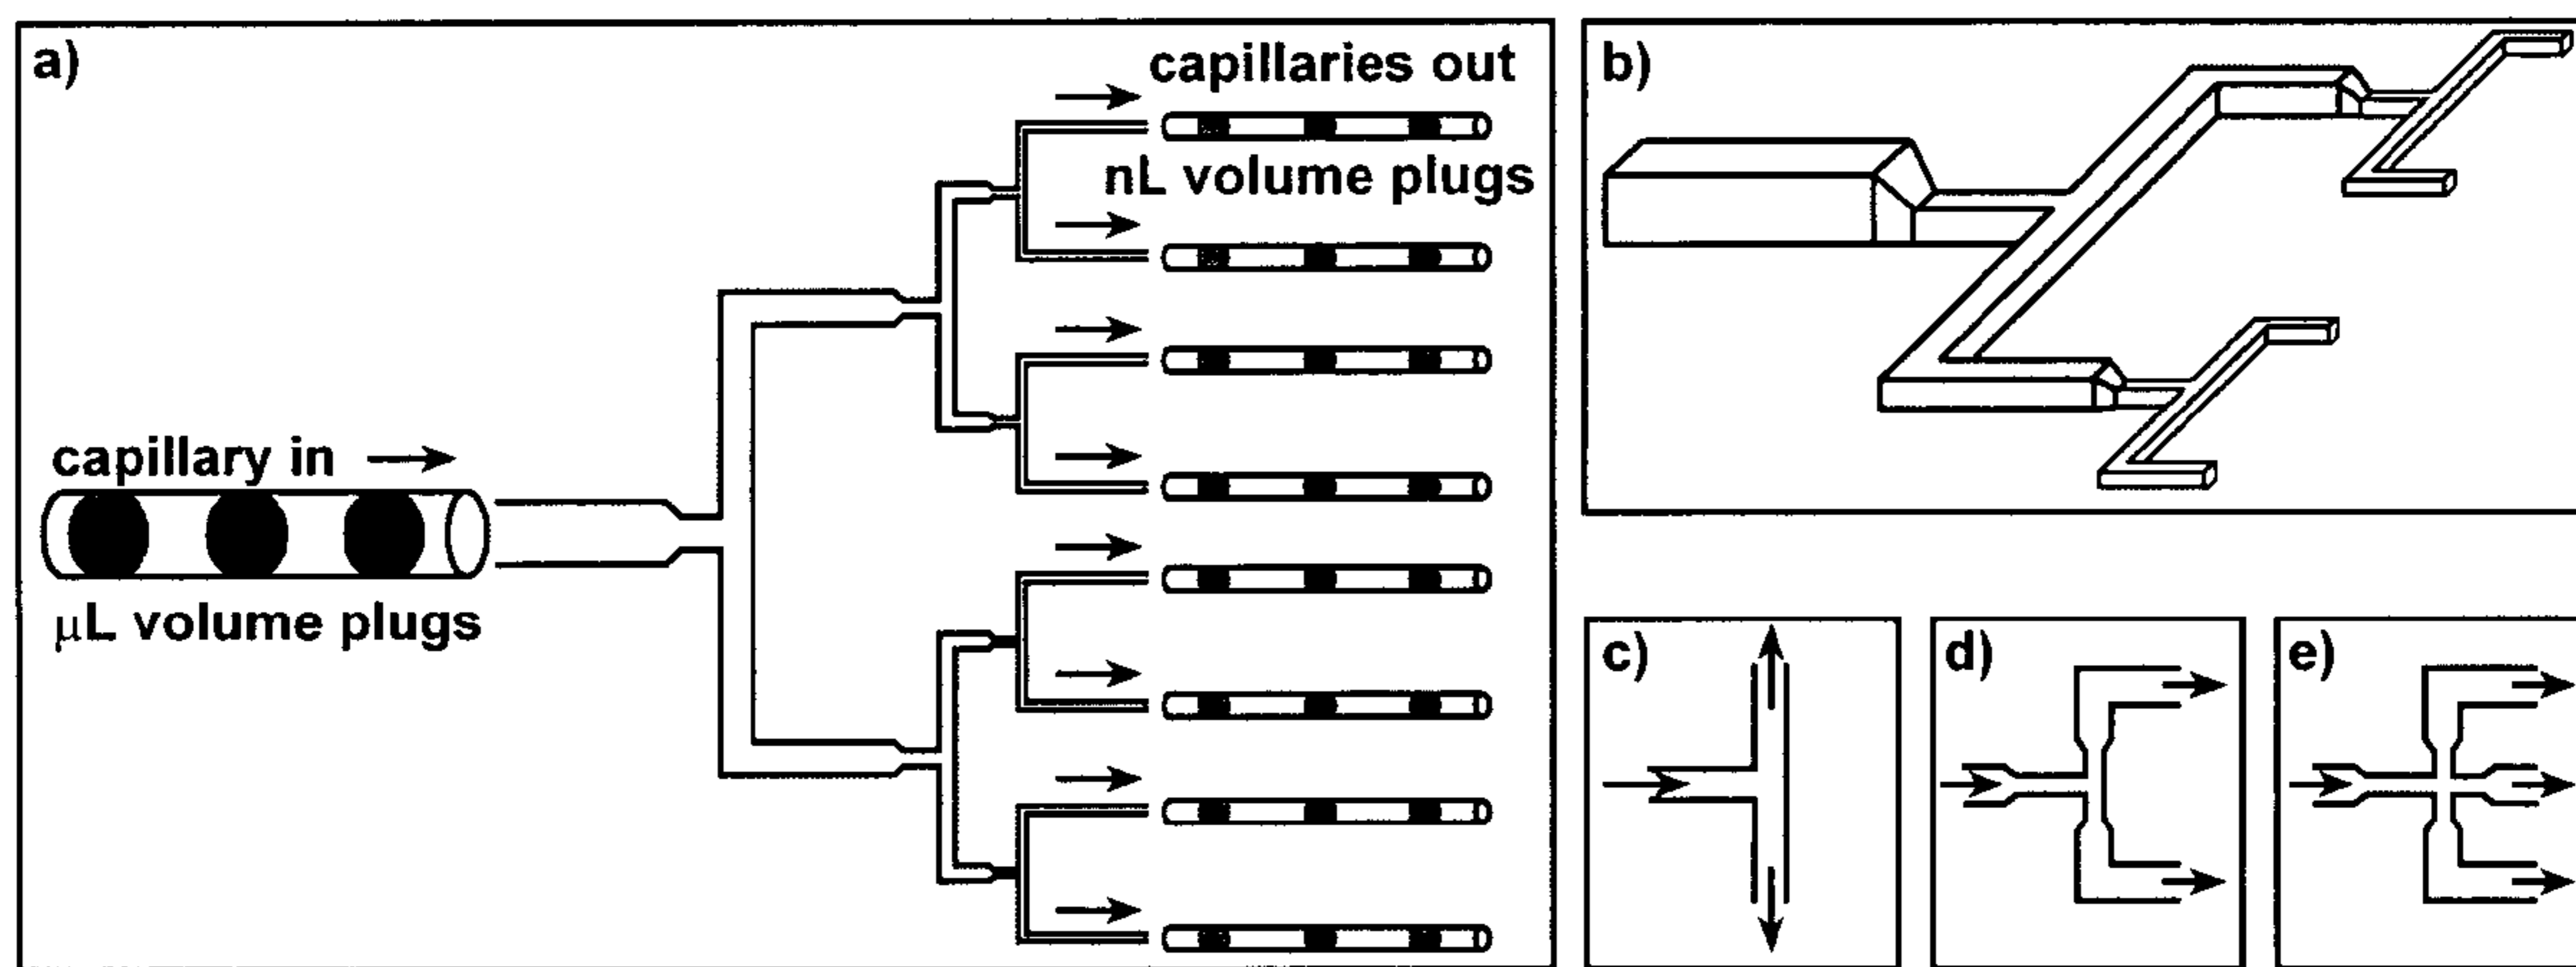 a)
capillaries out
nL volume plugs
capillary in
μL volume plugs
b)
c)
d)
e)